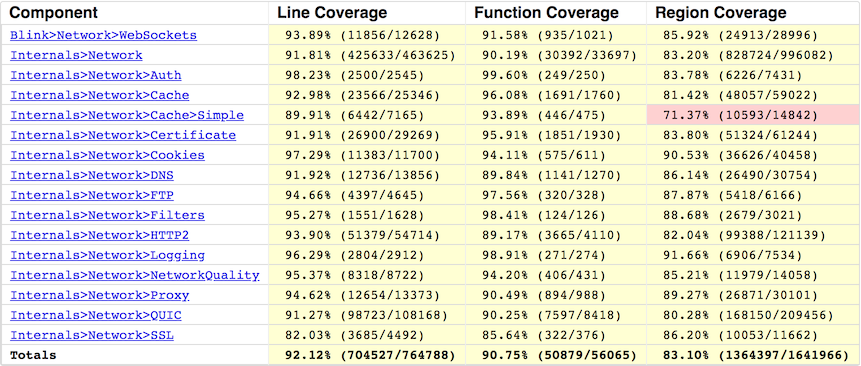 Component Line Coverage Function Coverage Region Coverage
Blink>Network>WebSockets 93.89% (11856/12628) 91.58% (935/1021) 85.92% (24913/28996)
Internals>Network 91.81% (425633/463625) 90.19% (30392/33697) 83.20% (828724/996082)
Internals>Network>Auth 98.23% (2500/2545) 99.60% (249/250) 83.78% (6226/7431)
Internals>Network>Cache 92.98% (23566/25346) 96.08% (1691/1760) 81.42% (48057/59022)
Internals>Network>Cache>Simple 89.91% (6442/7165) 93.89% (446/475) 71.37% (10593/14842)
Internals>Network>Certificate 91.91% (26900/29269) 95.91% (1851/1930) 83.80% (51324/61244)
Internals>Network>Cookies 97.29% (11383/11700) 94.11% (575/611) 90.53% (36626/40458)
Internals>Network>DNS 91.92% (12736/13856) 89.84% (1141/1270) 86.14% (26490/30754)
Internals>Network>FTP 94.66% (4397/4645) 97.56% (320/328) 87.87% (5418/6166)
Internals>Network>Filters 95.27% (1551/1628) 98.41% (124/126) 88.68% (2679/3021)
Internals>Network>HTTP2 93.90% (51379/54714) 89.17% (3665/4110) 82.04% (99388/121139)
Internals>Network>Logging 96.29% (2804/2912) 98.91% (271/274) 91.66% (6906/7534)
Internals>Network>NetworkQuality 95.37% (8318/8722) 94.20% (406/431) 85.21% (11979/14058)
Internals>Network>Proxy 94.62% (12654/13373) 90.49% (894/988) 89.27% (26871/30101)
Internals>Network>QUIC 91.27% (98723/108168) 90.25% (7597/8418) 80.28% (168150/209456)
Internals>Network>SSL 82.03% (3685/4492) 85.64% (322/376) 86.20% (10053/11662)
Totals 92.12% (704527/764788) 90.75% (50879/56065) 83.10% (1364397/1641966)